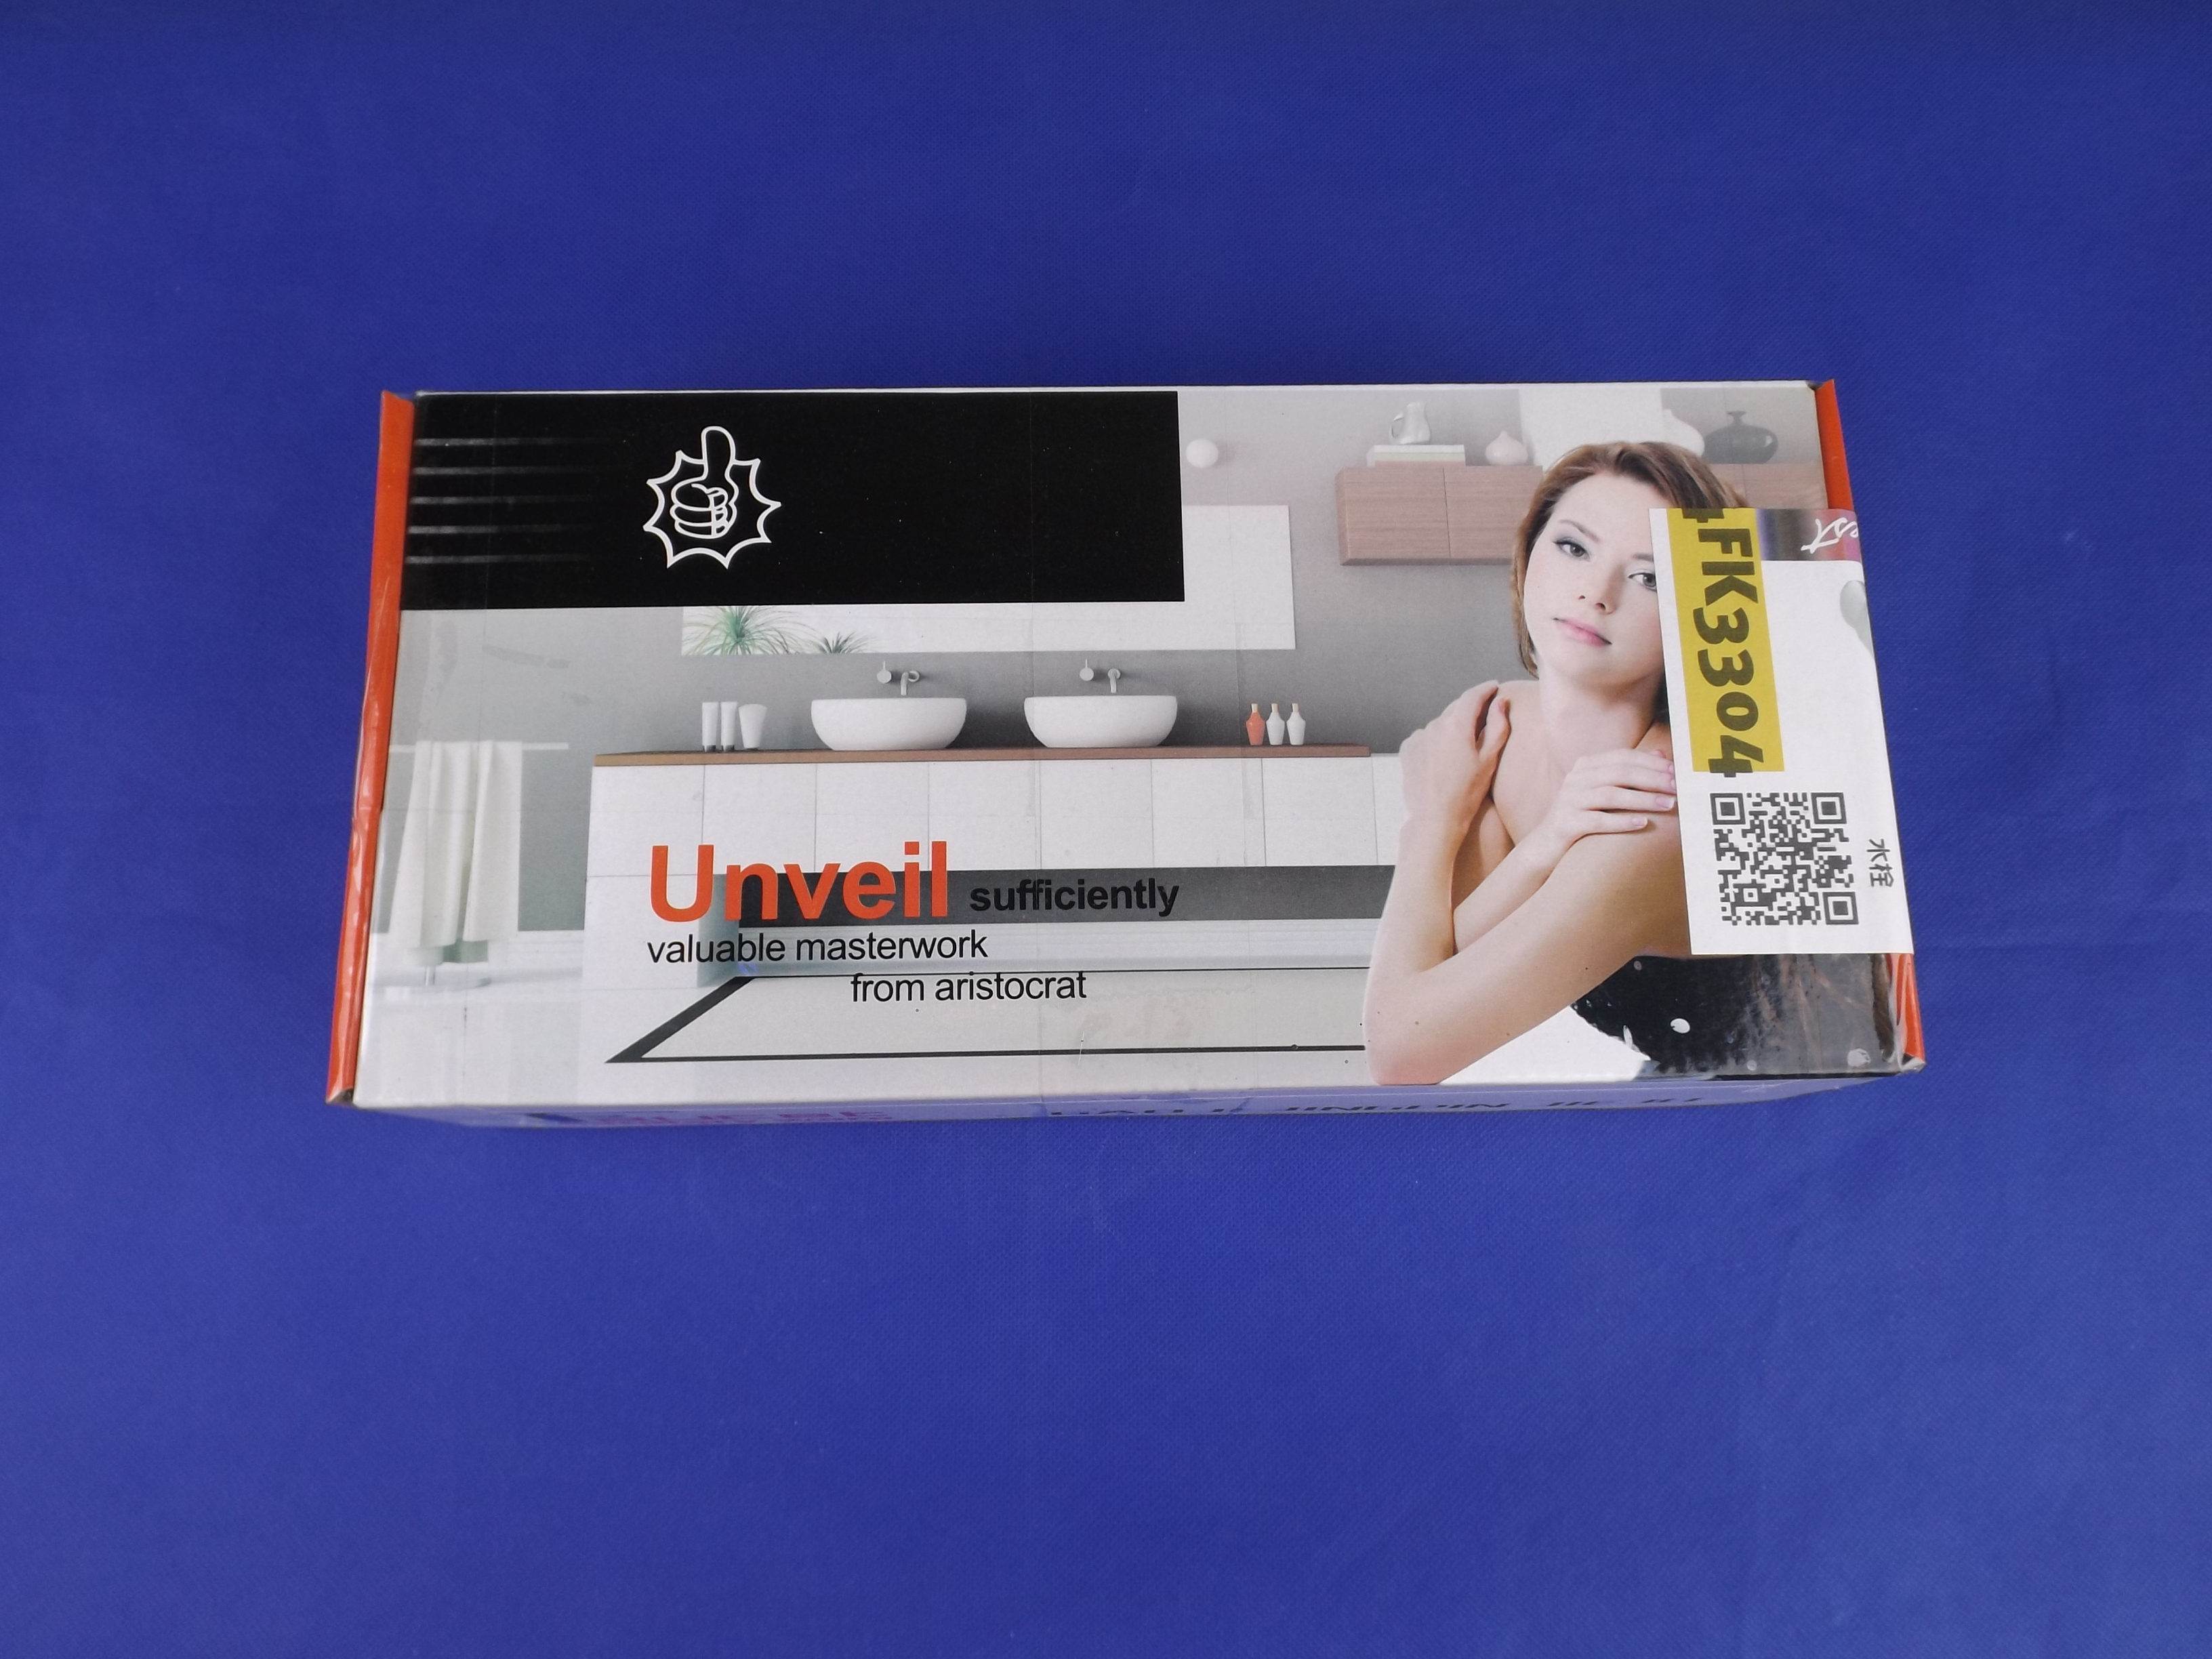 Unveil sufficiently
valuable masterwork
from aristocrat
FK3304
水栓